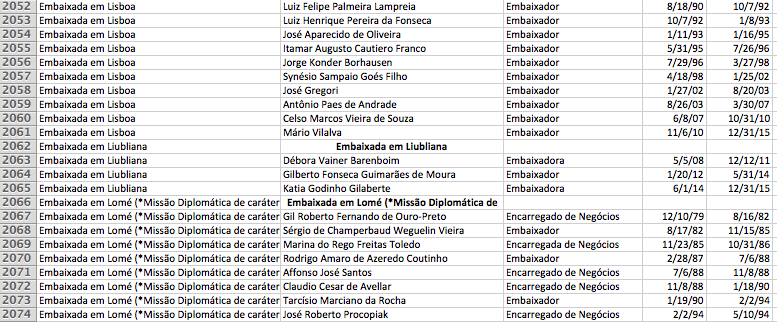 2052 Embaixada em Lisboa Luiz Felipe Palmeira Lampreia Embaixador 8/18/90 10/7/92
2053 Embaixada em Lisboa Luiz Henrique Pereira da Fonseca Embaixador 10/7/92 1/8/93
2054 Embaixada em Lisboa José Aparecido de Oliveira Embaixador 1/11/93 1/16/95
2055 Embaixada em Lisboa Itamar Augusto Cautiero Franco Embaixador 5/31/95 7/26/96
2056 Embaixada em Lisboa Jorge Konder Borhausen Embaixador 7/29/96 3/27/98
2057 Embaixada em Lisboa Synésio Sampaio Goés Filho Embaixador 4/18/98 1/25/02
2058 Embaixada em Lisboa José Gregori Embaixador 1/27/02 8/20/03
2059 Embaixada em Lisboa Antônio Paes de Andrade Embaixador 8/26/03 3/30/07
2060 Embaixada em Lisboa Celso Marcos Vieira de Souza Embaixador 6/8/07 10/31/10
2061 Embaixada em Lisboa Mário Vilalva Embaixador 11/6/10 12/31/15
2062 Embaixada em Liubliana Embaixada em Liubliana
2063 Embaixada em Liubliana Débora Vainer Barenboim Embaixadora 5/5/08 12/12/11
2064 Embaixada em Liubliana Gilberto Fonseca Guimarães de Moura Embaixador 1/20/12 5/31/14
2065 Embaixada em Liubliana Katia Godinho Gilaberte Embaixadora 6/1/14 12/31/15
2066 Embaixada em Lomé (*Missão Diplomática de caráter Embaixada em Lomé (*Missão Diplomática de
2067 Embaixada em Lomé (*Missão Diplomática de caráter Gil Roberto Fernando de Ouro-Preto Encarregado de Negócios 12/10/79 8/16/82
2068 Embaixada em Lomé (*Missão Diplomática de caráter Sérgio de Champerbaud Weguelin Vieira Embaixador 8/17/82 11/15/85
2069 Embaixada em Lomé (*Missão Diplomática de caráter Marina do Rego Freitas Toledo Encarregada de Negócios 11/23/85 10/31/86
2070 Embaixada em Lomé (*Missão Diplomática de caráter Rodrigo Amaro de Azeredo Coutinho Embaixador 2/28/87 7/6/88
2071 Embaixada em Lomé (*Missão Diplomática de caráter Affonso José Santos Encarregado de Negócios 7/6/88 11/8/88
2072 Embaixada em Lomé (*Missão Diplomática de caráter Claudio Cesar de Avellar Encarregado de Negócios 11/8/88 1/18/90
2073 Embaixada em Lomé (*Missão Diplomática de caráter Tarcísio Marciano da Rocha Embaixador 1/19/90 2/2/94
2074 Embaixada em Lomé (*Missão Diplomática de caráter José Roberto Procopiak Encarregado de Negócios 2/2/94 5/10/94